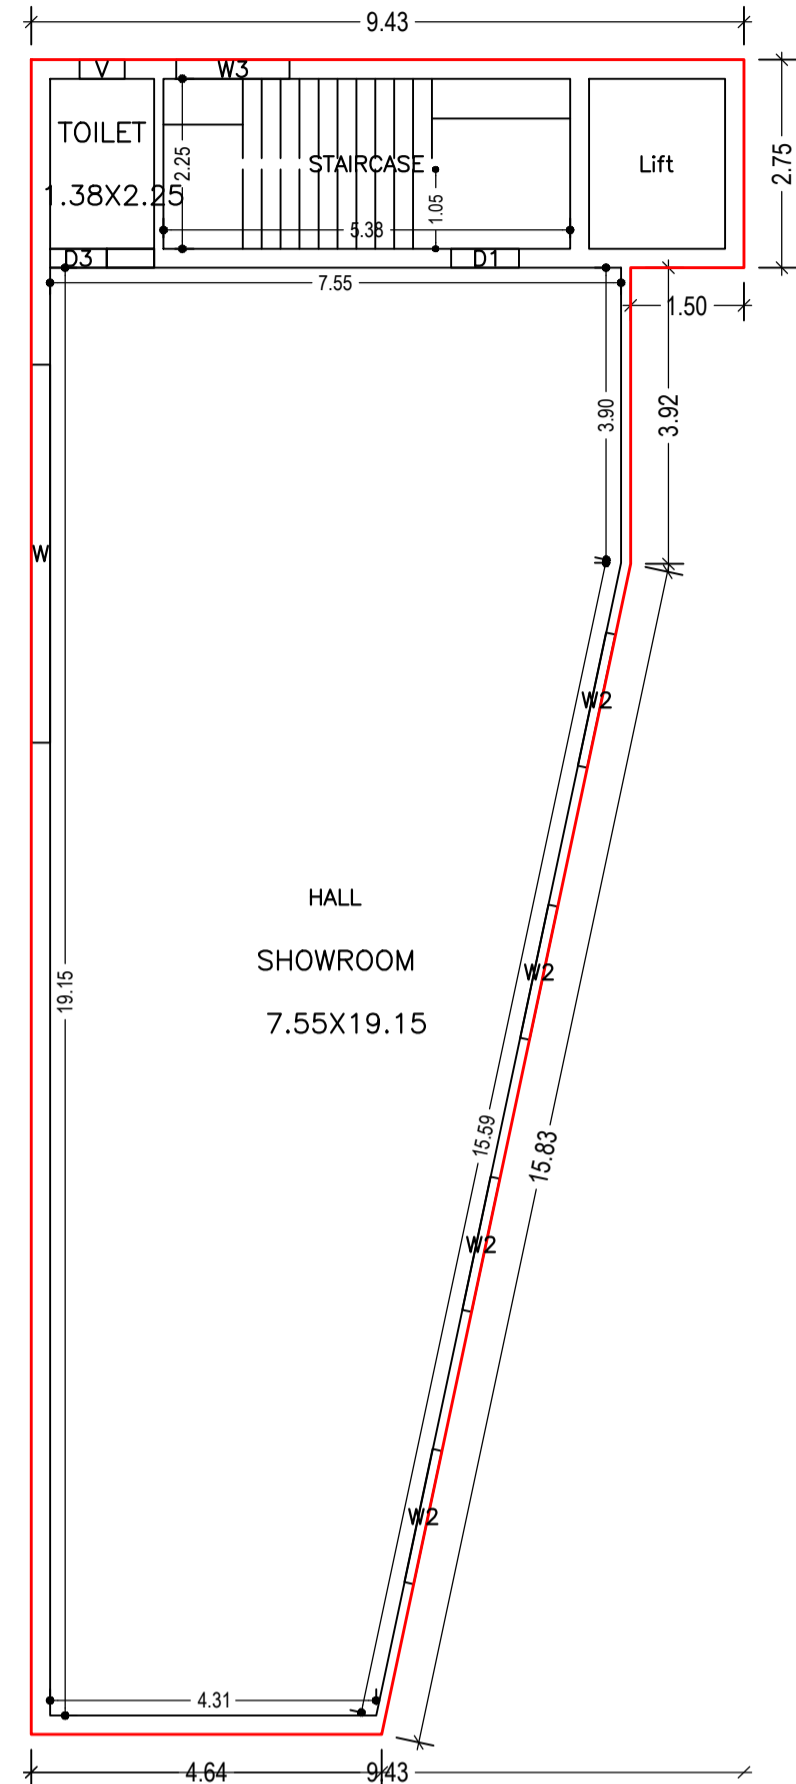 9.43
V
W3
TOILET
1.38X2.25
2.25
STAIRCASE
1.05
5.38
Lift
2.75
D3
D1
7.55
1.50
3.90
3.92
W
W2
HALL
SHOWROOM
7.55X19.15
19.15
W2
15.59
15.83
W2
W2
4.31
4.64
9.43